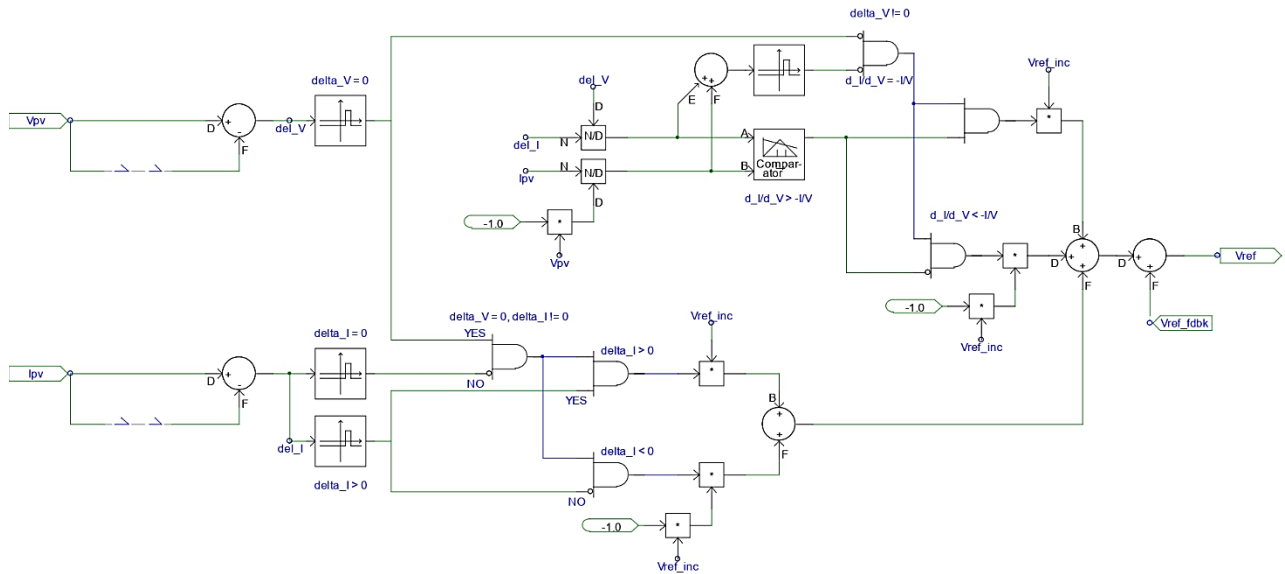 delta_V != 0
delta_V = 0
del_V
Vref_inc
d_I/d_V = -I/V
E
F
D
Vpv
D
+
-
del_V
F
del_I
N
N/D
A
Ipv
N
N/D
B
Compar-
ator
*
D
d_I/d_V > -I/V
-1.0
*
Vpv
d_I/d_V < -I/V
B
*
D
+
+
+
D
+
+
Vref
F
F
-1.0
*
Vref_inc
Vref_fdbk
delta_V = 0, delta_I != 0
YES
Vref_inc
delta_I = 0
delta_I > 0
Ipv
D
+
-
F
NO
YES
*
B
+
+
F
del_I
delta_I > 0
delta_I < 0
NO
*
-1.0
*
Vref_inc
+
+